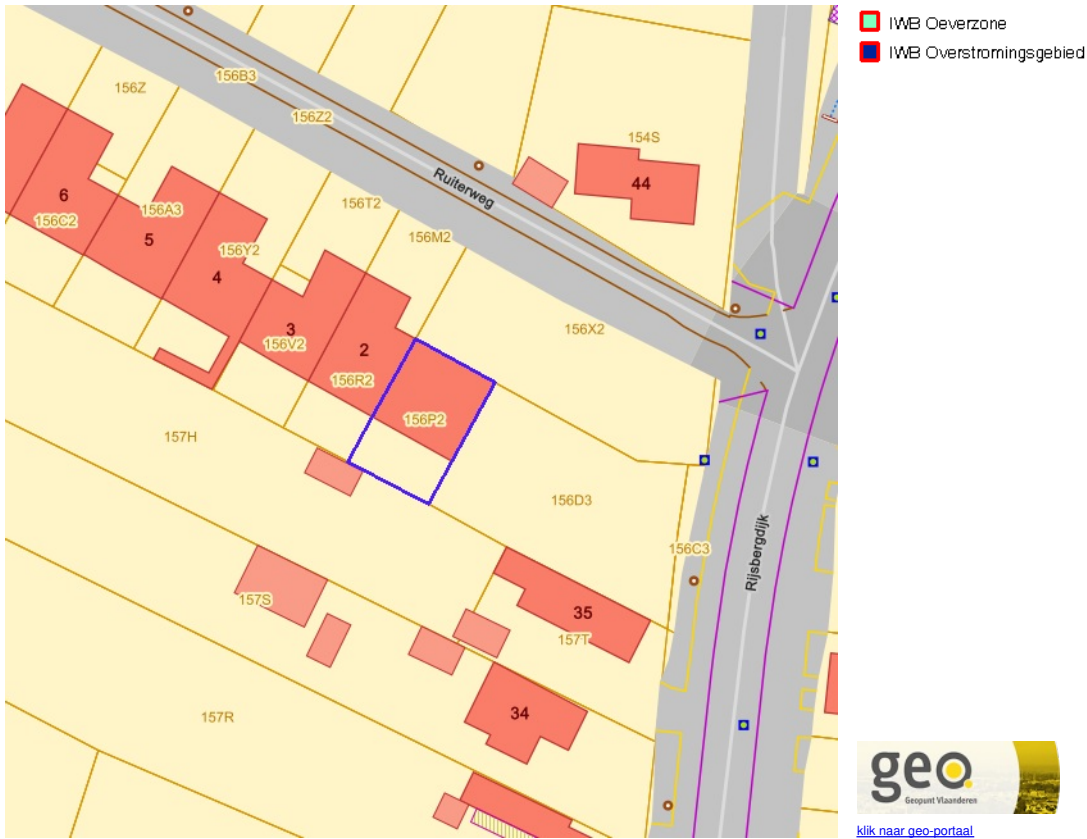 IWB Oeverzone
IWB Overstromingsgebied
156B3
156Z
156Z2
154S
44
Ruiterweg
6
156C2
156A3
5
156T2
156M2
156Y2
4
3
156V2
2
156R2
156X2
156P2
157H
156D3
156C3
Rijsbergdijk
157S
35
157T
34
157R
geo
Geopunt Vlaanderen
klik naar geo-portaal